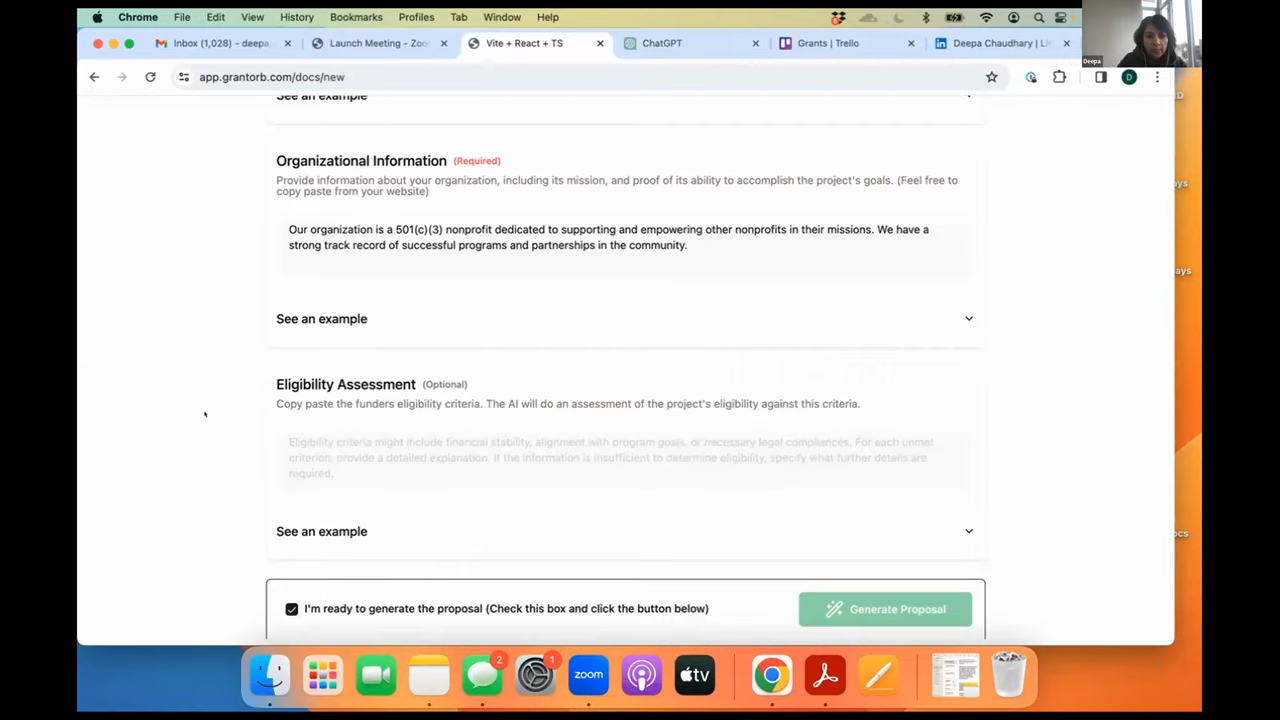 Chrome File Edit View History Bookmarks Profiles Tab Window Help
Inbox (1,028) - deepa. Launch Meeting - Zoo Vite + React + TS ChatGPT Grants | Trello Deepa Chaudhary | Li
app.grantorb.com/docs/new
D
Deepa
See an example
Organizational Information (Required)
Provide information about your organization, including its mission, and proof of its ability to accomplish the project's goals. (Feel free to
copy paste from your website)
Our organization is a 501(c)(3) nonprofit dedicated to supporting and empowering other nonprofits in their missions. We have a
strong track record of successful programs and partnerships in the community.
See an example
Eligibility Assessment (Optional)
Copy paste the funders eligibility criteria. The AI will do an assessment of the project's eligibility against this criteria.
Eligibility criteria might include financial stability, alignment with program goals, or necessary legal compliances. For each unmet
criterion, provide a detailed explanation. If the information is insufficient to determine eligibility, specify what further details are
required.
See an example
I'm ready to generate the proposal (Check this box and click the button below) Generate Proposal
D
ays
ays
ocs
2 1 zoom tv